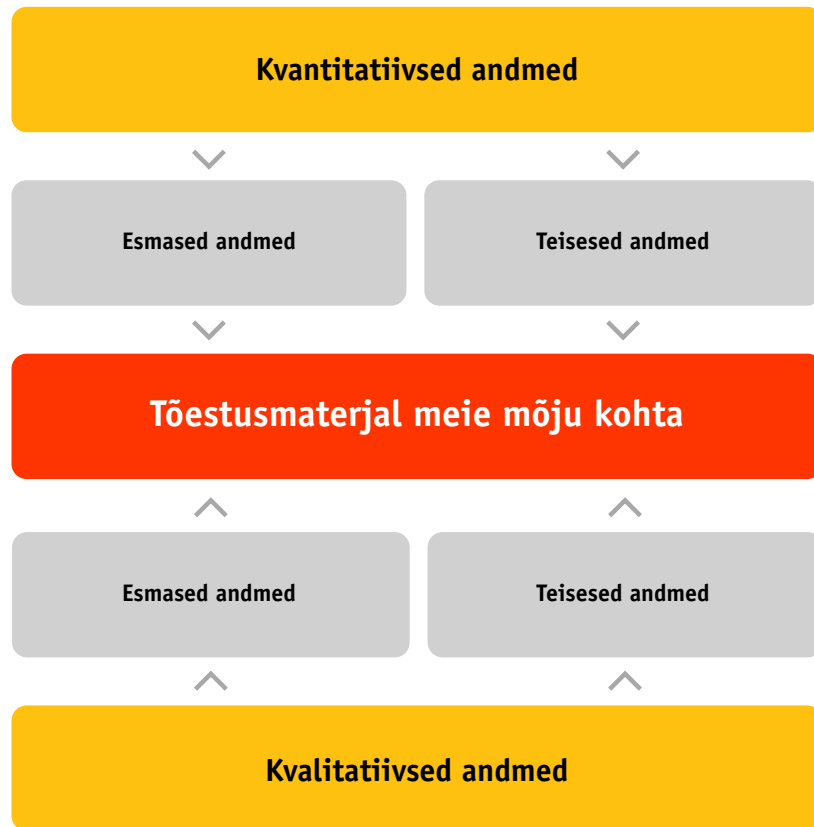 Kvantitatiivsed andmed
Esmased andmed
Teisesed andmed
Tõestusmaterjal meie mõju kohta
Esmased andmed
Teisesed andmed
Kvalitatiivsed andmed